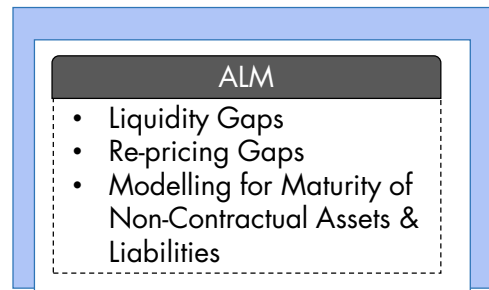 ALM
• Liquidity Gaps
• Re-pricing Gaps
• Modelling for Maturity of
Non-Contractual Assets &
Liabilities